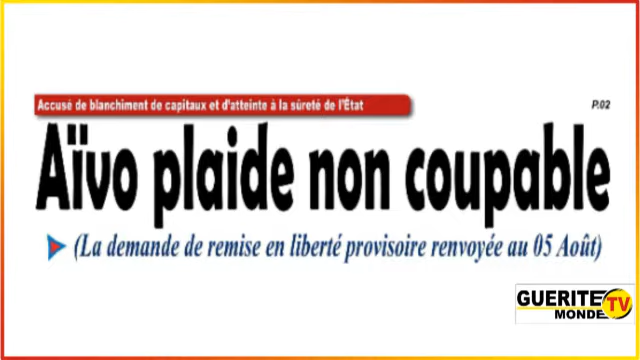 Accusé de blanchiment de capitaux et d'atteinte à la sûreté de l'État
P.02
Aïvo plaide non coupable
(La demande de remise en liberté provisoire renvoyée au 05 Août)
GUERITE
TV
MONDE